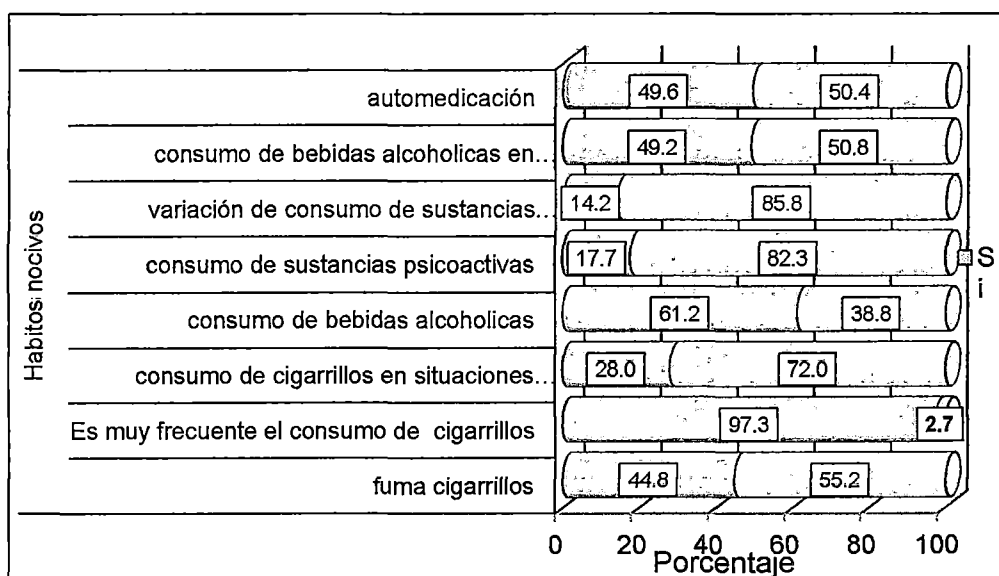 automedicación 49.6 50.4
consumo de bebidas alcoholicas en... 49.2 50.8
variación de consumo de sustancias... 14.2 85.8
consumo de sustancias psicoactivas 17.7 82.3
consumo de bebidas alcoholicas 61.2 38.8
consumo de cigarrillos en situaciones... 28.0 72.0
Es muy frecuente el consumo de cigarrillos 97.3 2.7
fuma cigarrillos 44.8 55.2
Habitos nocivos
0 20 40 60 80 100
Porcentaje
S
i